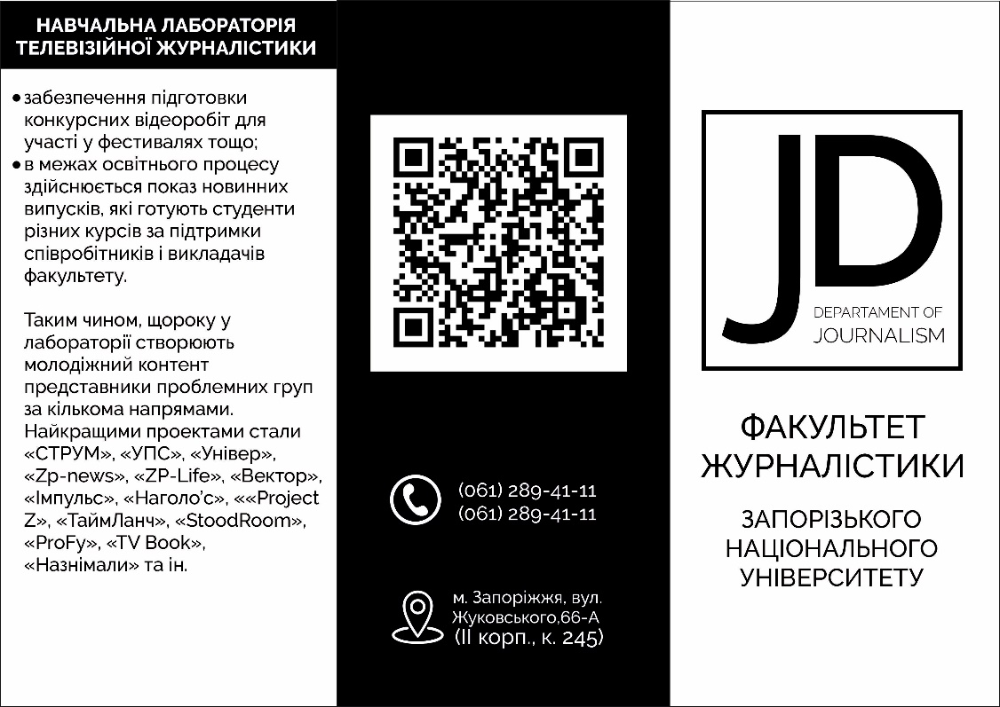 НАВЧАЛЬНА ЛАБОРАТОРІЯ
ТЕЛЕВІЗІЙНОЇ ЖУРНАЛІСТИКИ
• забезпечення підготовки
конкурсних відеоробіт для
участі у фестивалях тощо;
• в межах освітнього процесу
здійснюється показ новинних
випусків, які готують студенти
різних курсів за підтримки
співробітників і викладачів
факультету.
Таким чином, щороку у
лабораторії створюють
молодіжний контент
представники проблемних груп
за кількома напрямами.
Найкращими проектами стали
«СТРУМ», «УПС», «Універ»,
«Zp-news», «ZP-Life», «Вектор»,
«Імпульс», «Наголо’с», ««Project
Z», «ТаймЛанч», «StoodRoom»,
«ProFy», «TV Book»,
«Назнімали» та ін.
(061) 289-41-11
(061) 289-41-11
м. Запоріжжя, вул.
Жуковського,66-А
(ІІ корп., к. 245)
JD
DEPARTAMENT OF
JOURNALISM
ФАКУЛЬТЕТ
ЖУРНАЛІСТИКИ
ЗАПОРІЗЬКОГО
НАЦІОНАЛЬНОГО
УНІВЕРСИТЕТУ